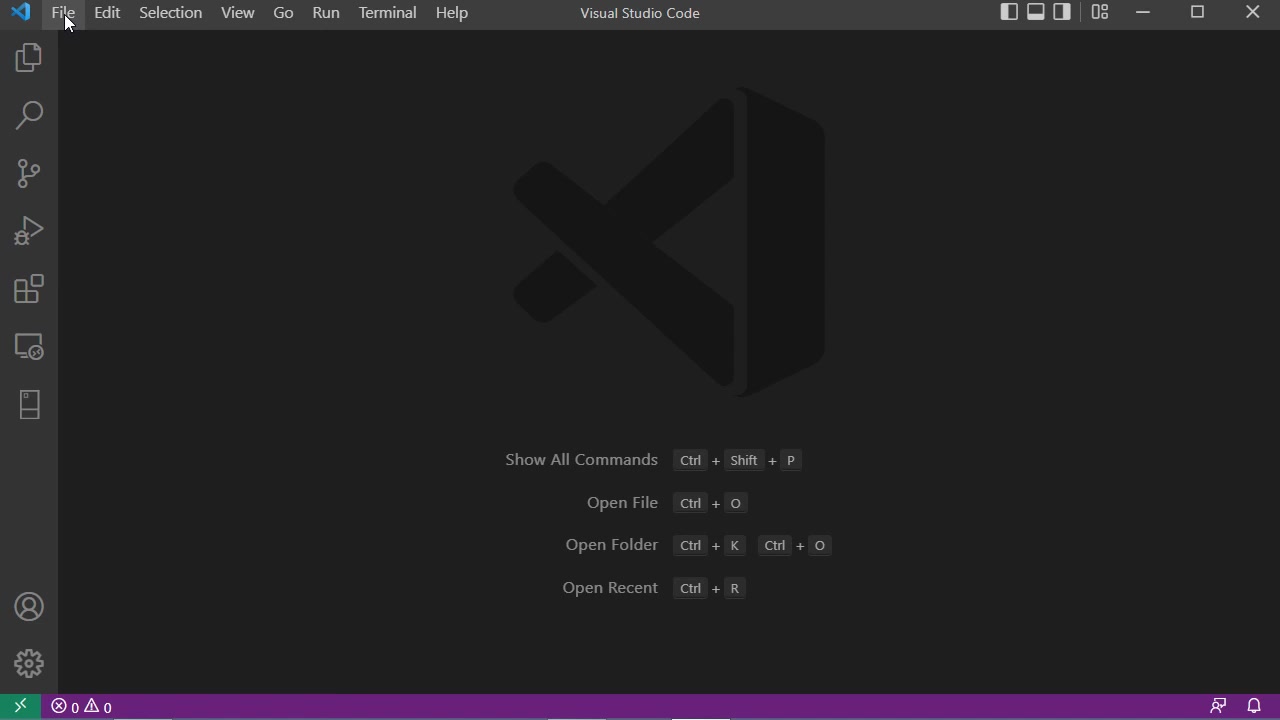 File Edit Selection View Go Run Terminal Help Visual Studio Code
Show All Commands Ctrl + Shift + P
Open File Ctrl + O
Open Folder Ctrl + K Ctrl + O
Open Recent Ctrl + R
0 0